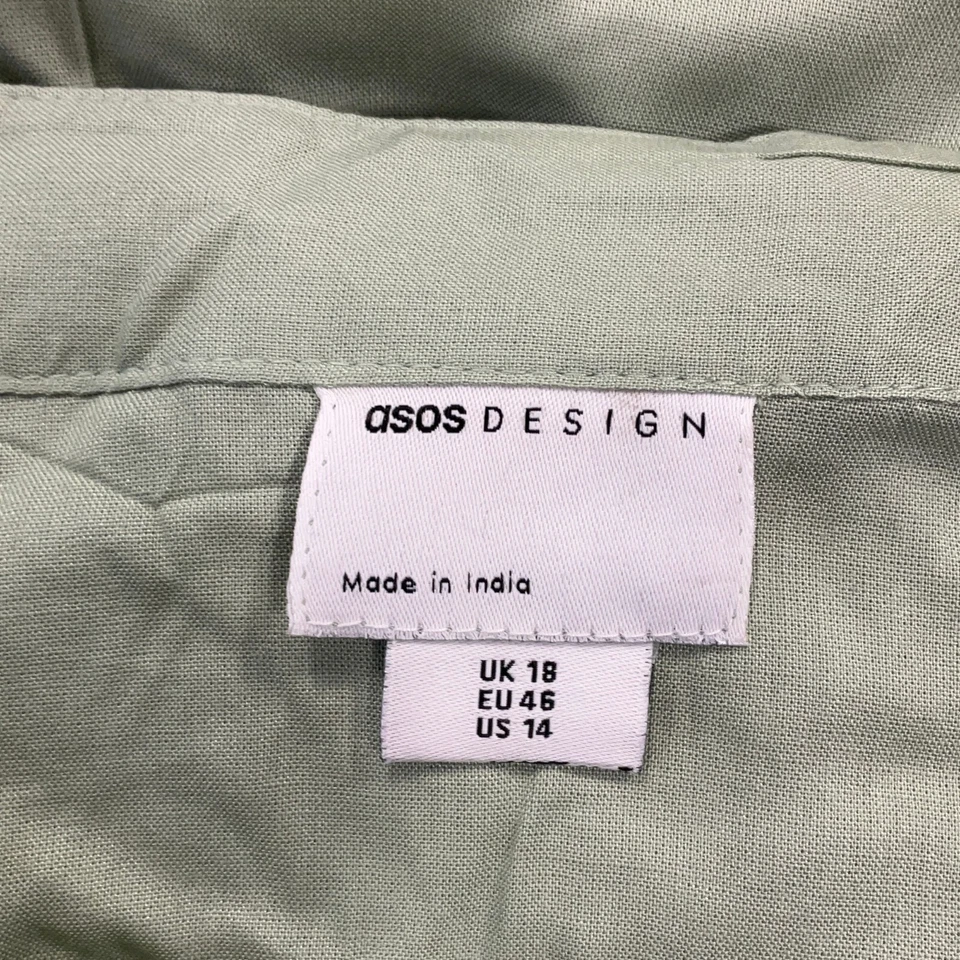 asos DESIGN
Made in India
UK 18
EU 46
US 14